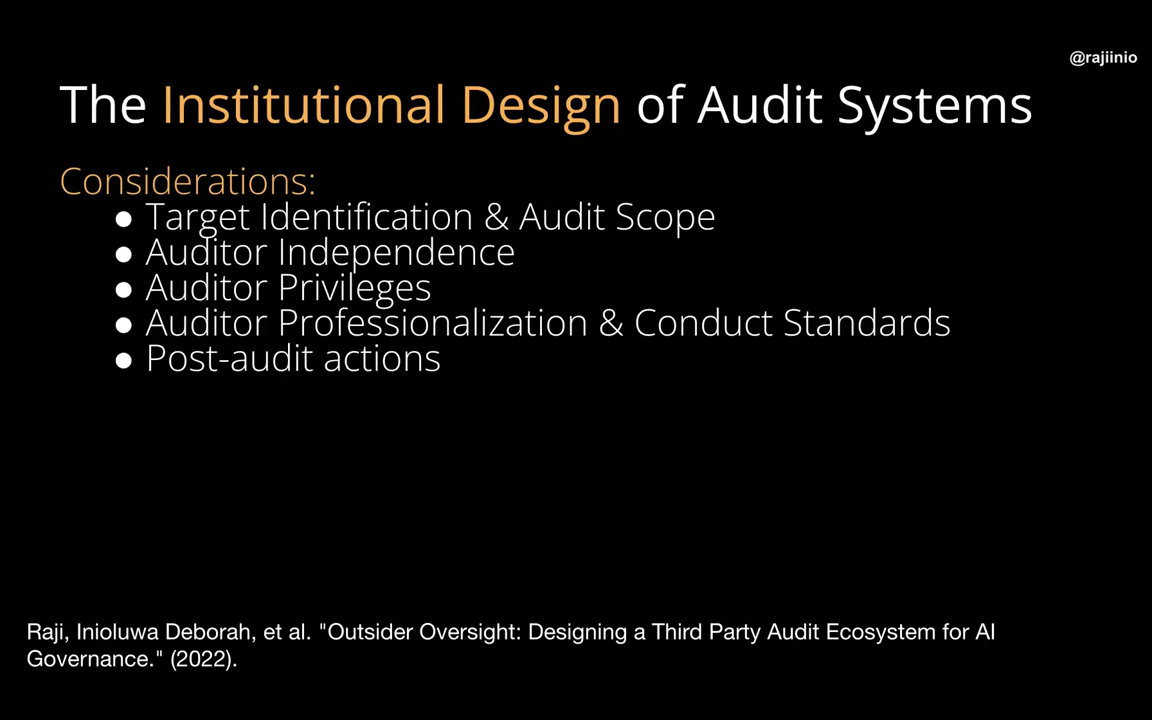 @rajiinio
The Institutional Design of Audit Systems
Considerations:
● Target Identification & Audit Scope
● Auditor Independence
● Auditor Privileges
● Auditor Professionalization & Conduct Standards
● Post-audit actions
Raji, Inioluwa Deborah, et al. "Outsider Oversight: Designing a Third Party Audit Ecosystem for AI
Governance." (2022).